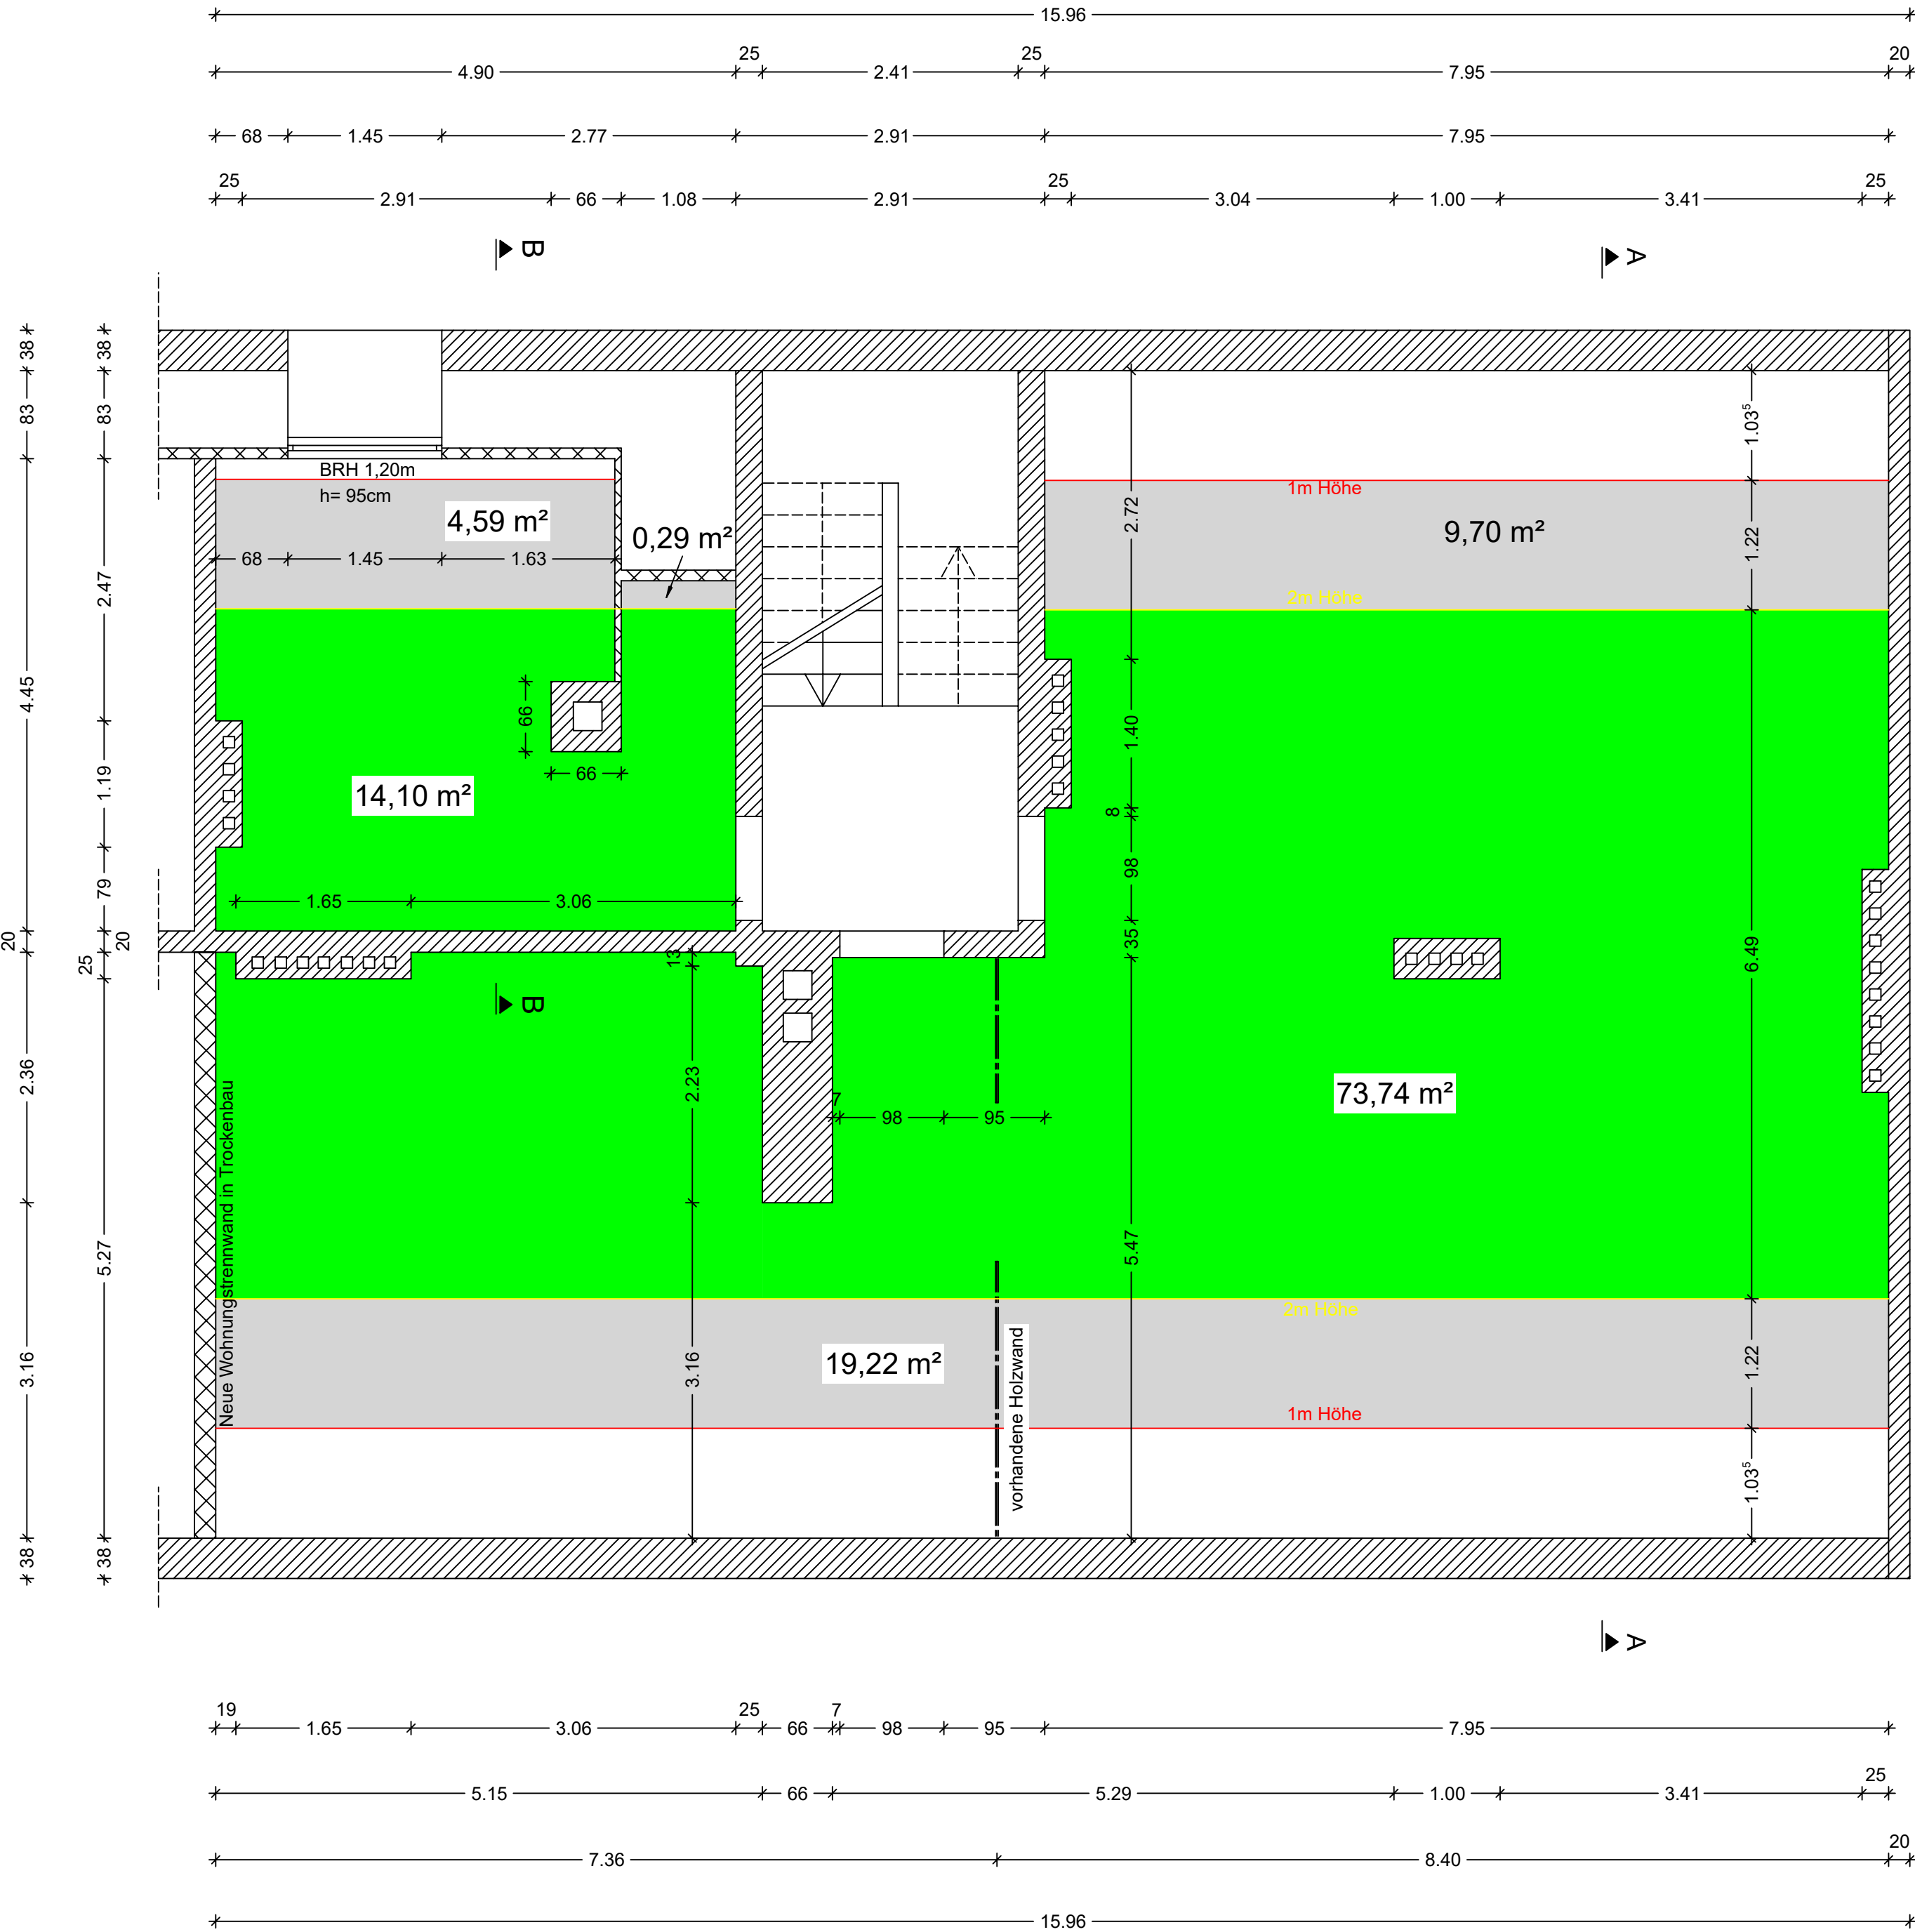 15.96
25 25 20
4.90 2.41 7.95
68 1.45 2.77 2.91 7.95
25 25 25
2.91 66 1.08 2.91 3.04 1.00 3.41
B A
38 38
83 83
1.03⁵
BRH 1,20m
h= 95cm
1m Höhe
4,59 m²
0,29 m²
9,70 m²
2.72
1.22
68 1.45 1.63
2.47
2m Höhe
4.45
66
66
1.40
1.19
14,10 m²
8
98
79
1.65 3.06
20 20
35
25
13
6.49
B
2.36
2.23
73,74 m²
7
98 95
Neue Wohnungstrennwand in Trockenbau
5.27
5.47
2m Höhe
3.16
3.16
19,22 m²
vorhandene Holzwand
1.22
1m Höhe
1.03⁵
38 38
A
19 25 7
1.65 3.06 66 98 95 7.95
25
5.15 66 5.29 1.00 3.41
20
7.36 8.40
15.96